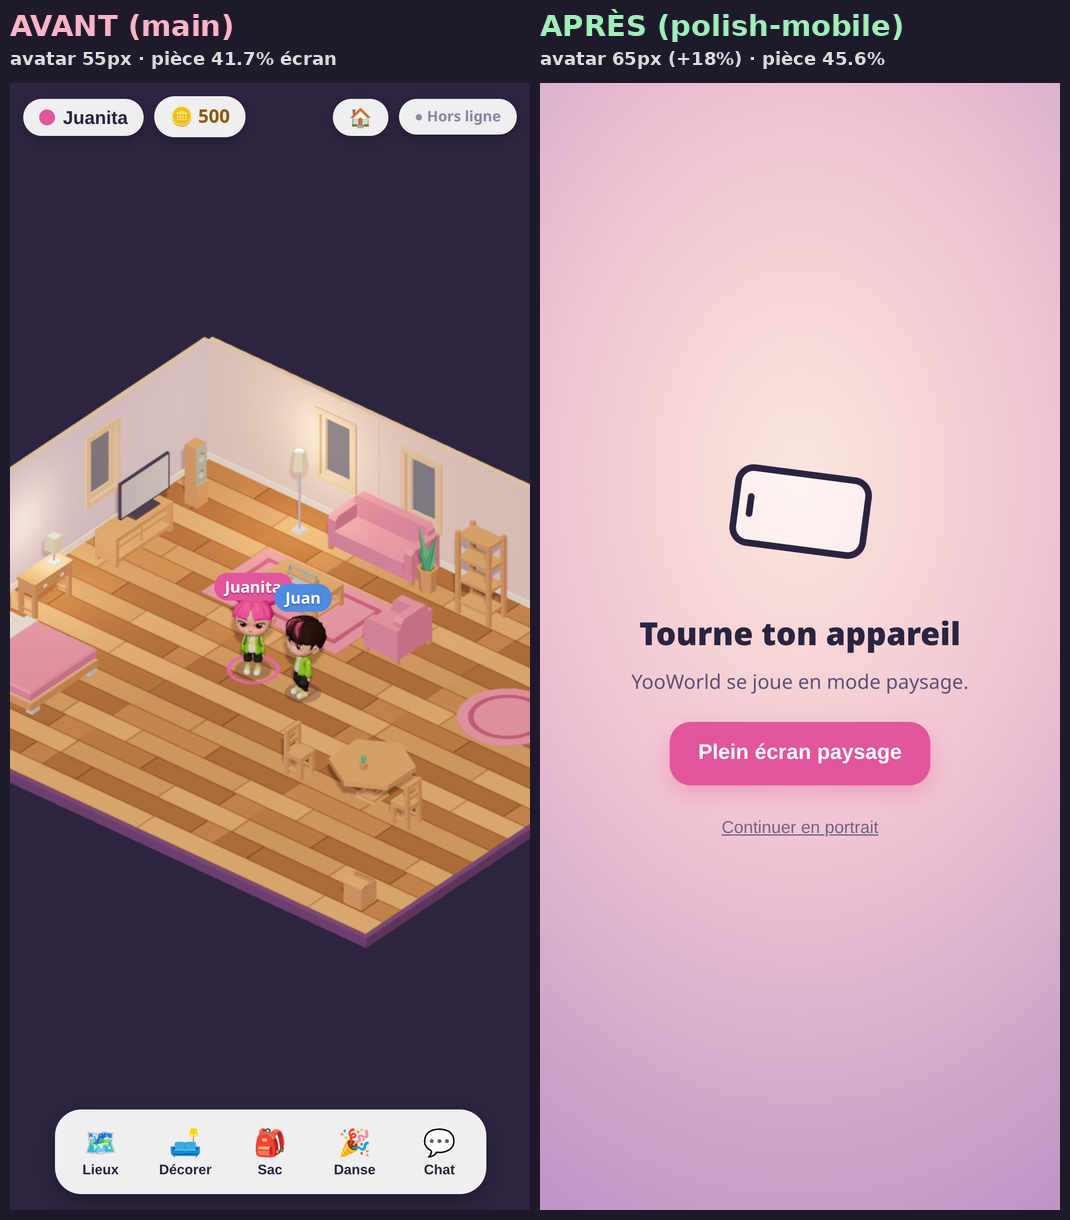 AVANT (main)
avatar 55px · pièce 41.7% écran
Juanita
500
Hors ligne
Juanita
Juan
Lieux
Décorer
Sac
Danse
Chat
APRÈS (polish-mobile)
avatar 65px (+18%) · pièce 45.6%
Tourne ton appareil
YooWorld se joue en mode paysage.
Plein écran paysage
Continuer en portrait